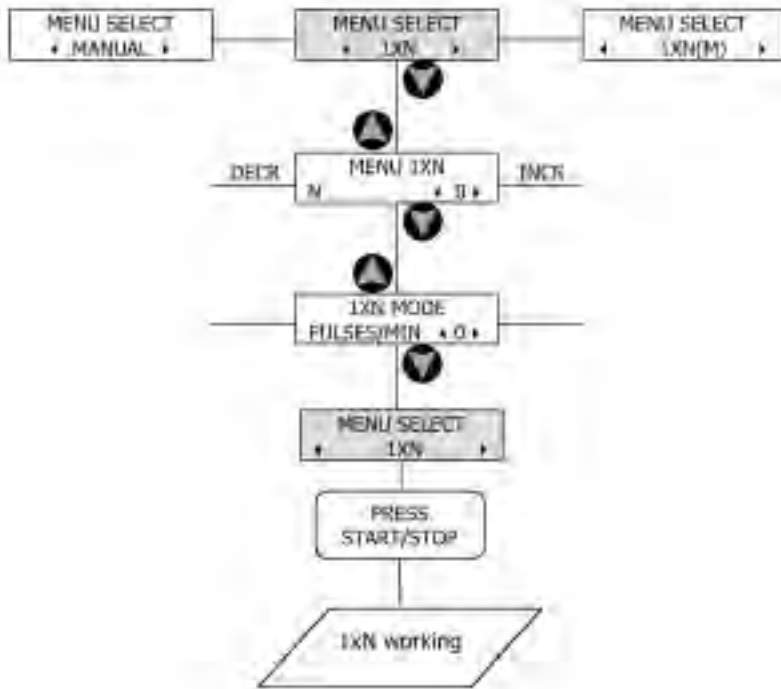 MENU SELECT
◂ MANUAL ▸
MENU SELECT
◂ 1XN ▸
MENU SELECT
◂ 1XN(M) ▸
DECR
MENU 1XN
N ◂ ▸
INCR
1XN MODE
PULSES/MIN ◂ 0 ▸
MENU SELECT
◂ 1XN ▸
PRESS
START/STOP
1xN working